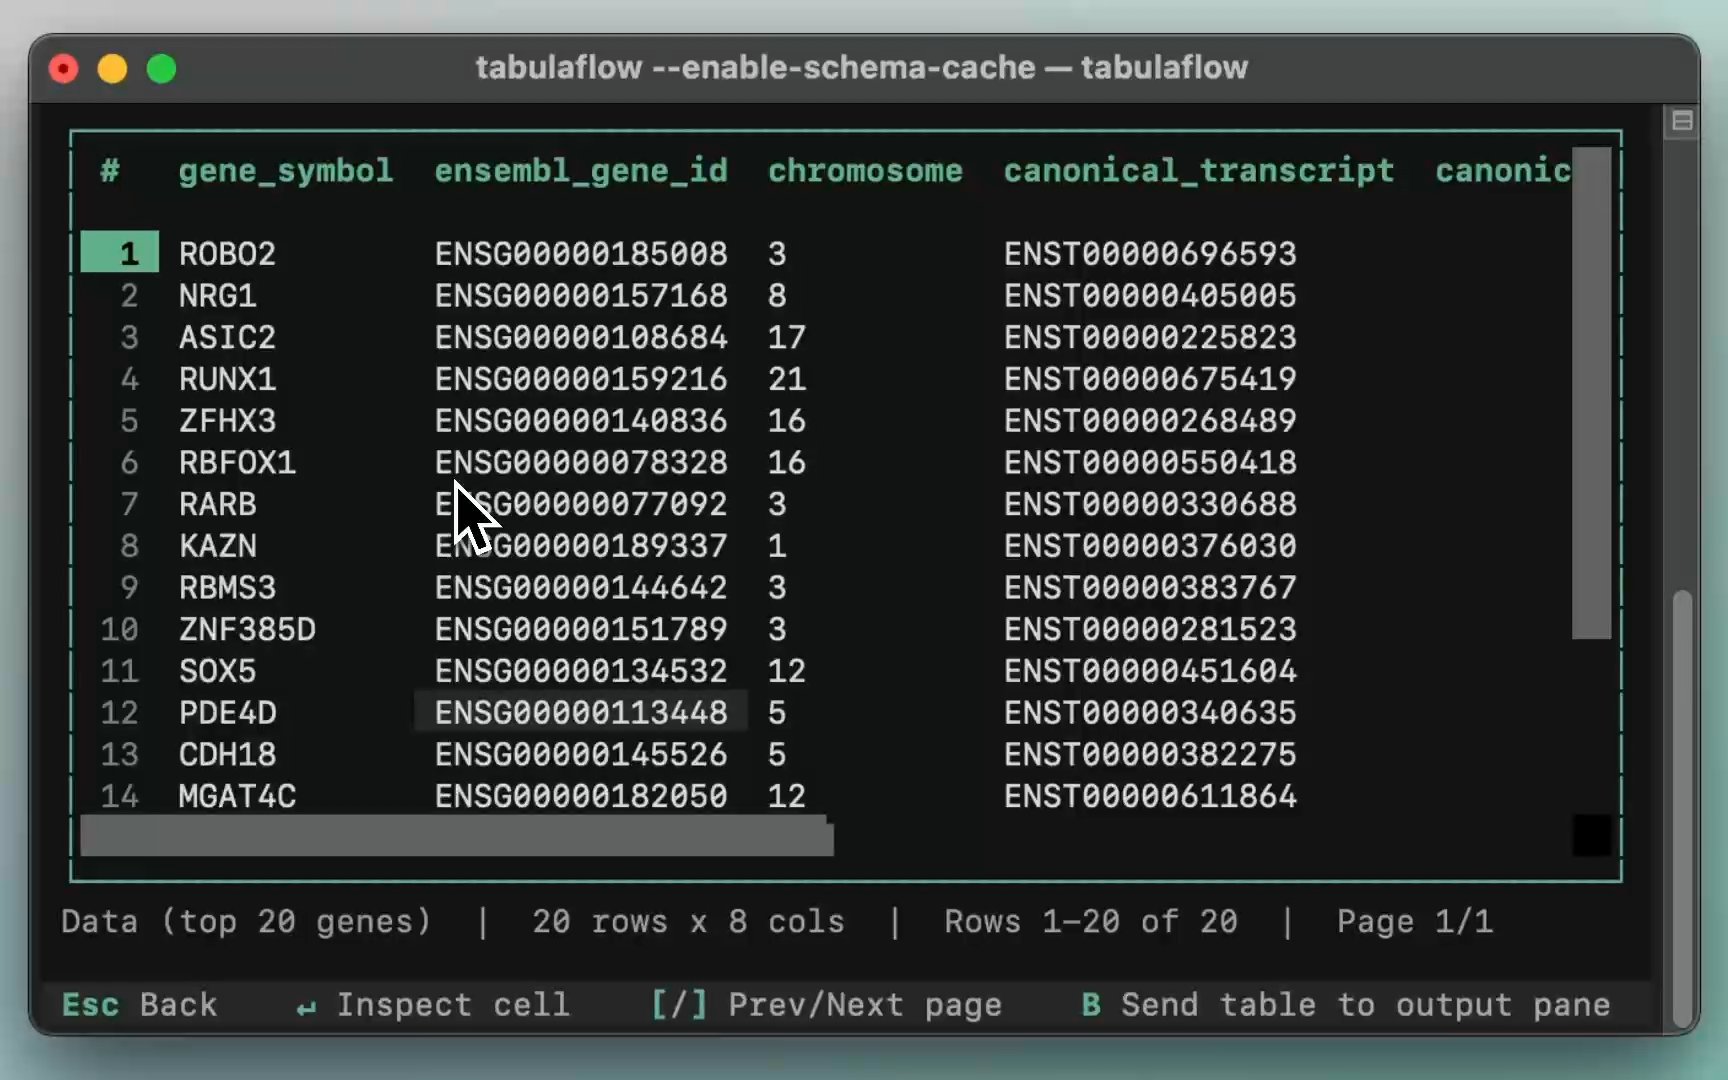 tabulaflow --enable-schema-cache — tabulaflow
# gene_symbol ensembl_gene_id chromosome canonical_transcript canonic
1 ROBO2 ENSG00000185008 3 ENST00000696593
2 NRG1 ENSG00000157168 8 ENST00000405005
3 ASIC2 ENSG00000108684 17 ENST00000225823
4 RUNX1 ENSG00000159216 21 ENST00000675419
5 ZFHX3 ENSG00000140836 16 ENST00000268489
6 RBFOX1 ENSG00000078328 16 ENST00000550418
7 RARB ENSG00000077092 3 ENST00000330688
8 KAZN ENSG00000189337 1 ENST00000376030
9 RBMS3 ENSG00000144642 3 ENST00000383767
10 ZNF385D ENSG00000151789 3 ENST00000281523
11 SOX5 ENSG00000134532 12 ENST00000451604
12 PDE4D ENSG00000113448 5 ENST00000340635
13 CDH18 ENSG00000145526 5 ENST00000382275
14 MGAT4C ENSG00000182050 12 ENST00000611864
Data (top 20 genes) | 20 rows x 8 cols | Rows 1–20 of 20 | Page 1/1
Esc Back ↵ Inspect cell [/] Prev/Next page B Send table to output pane